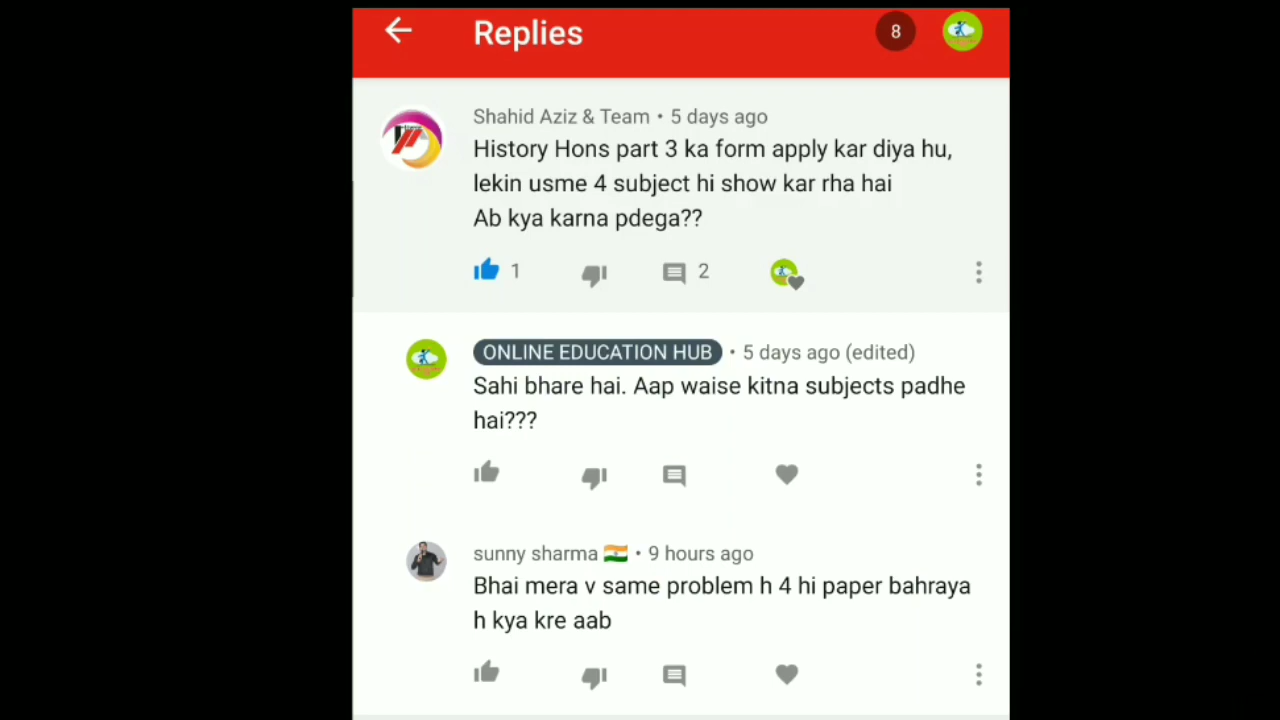 Replies
8
Shahid Aziz & Team • 5 days ago
History Hons part 3 ka form apply kar diya hu,
lekin usme 4 subject hi show kar rha hai
Ab kya karna pdega??
1
2
ONLINE EDUCATION HUB • 5 days ago (edited)
Sahi bhare hai. Aap waise kitna subjects padhe
hai???
sunny sharma 🇮🇳 • 9 hours ago
Bhai mera v same problem h 4 hi paper bahraya
h kya kre aab